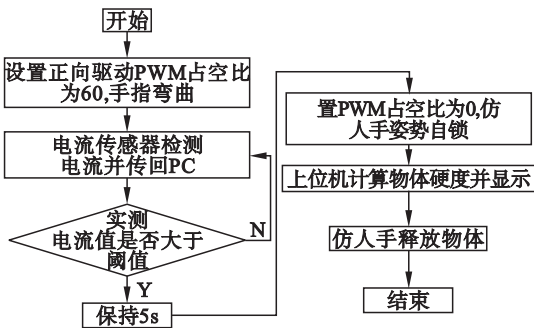 开始
设置正向驱动PWM占空比
为60,手指弯曲
电流传感器检测
电流并传回PC
实测
电流值是否大于
阈值
N
Y
保持5s
置PWM占空比为0,仿
人手姿势自锁
上位机计算物体硬度并显示
仿人手释放物体
结束